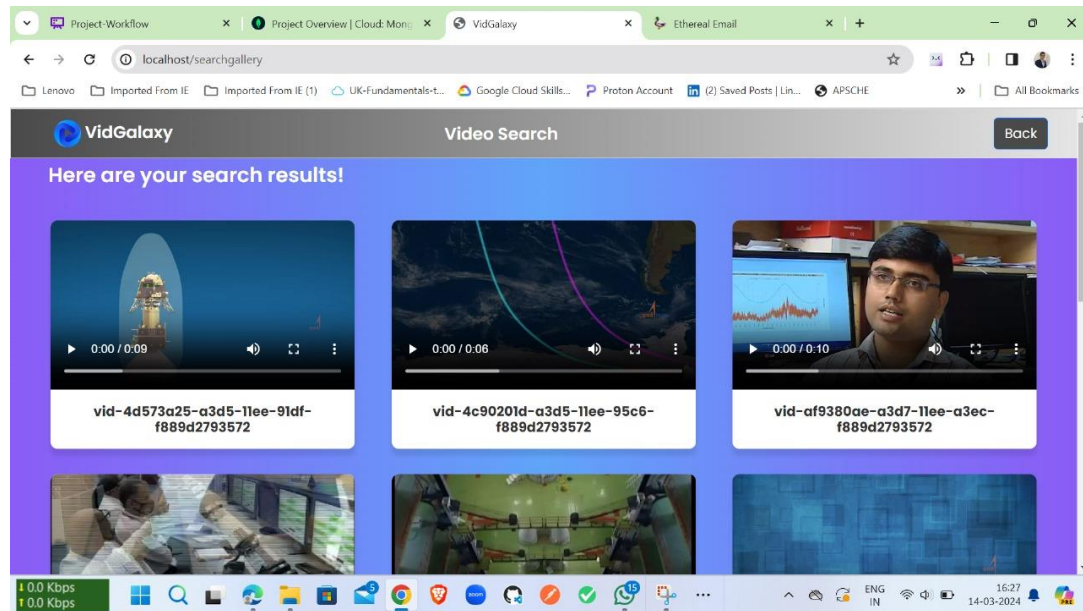 Project-Workflow
Project Overview | Cloud: Mong
VidGalaxy
Ethereal Email
localhost/searchgallery
Lenovo
Imported From IE
Imported From IE (1)
UK-Fundamentals-t...
Google Cloud Skills...
Proton Account
(2) Saved Posts | Lin...
APSCHE
»
All Bookmarks
VidGalaxy
Video Search
Back
Here are your search results!
0:00 / 0:09
0:00 / 0:06
0:00 / 0:10
vid-4d573a25-a3d5-11ee-91df-
f889d2793572
vid-4c90201d-a3d5-11ee-95c6-
f889d2793572
vid-af9380ae-a3d7-11ee-a3ec-
f889d2793572
0.0 Kbps
0.0 Kbps
zoom
15
ENG
IN
16:27
14-03-2024